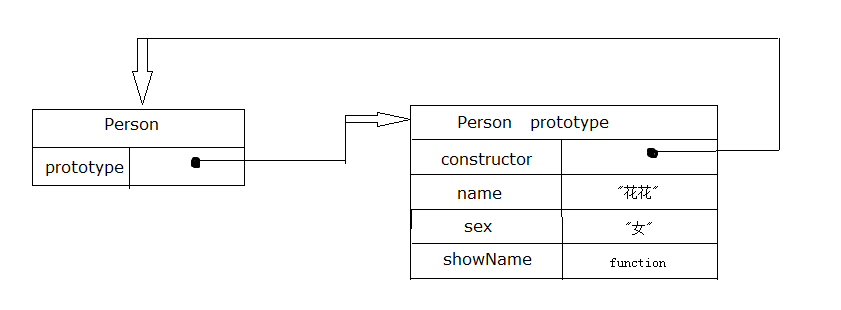 Person
prototype
Person prototype
constructor
name "花花"
sex "女"
showName function